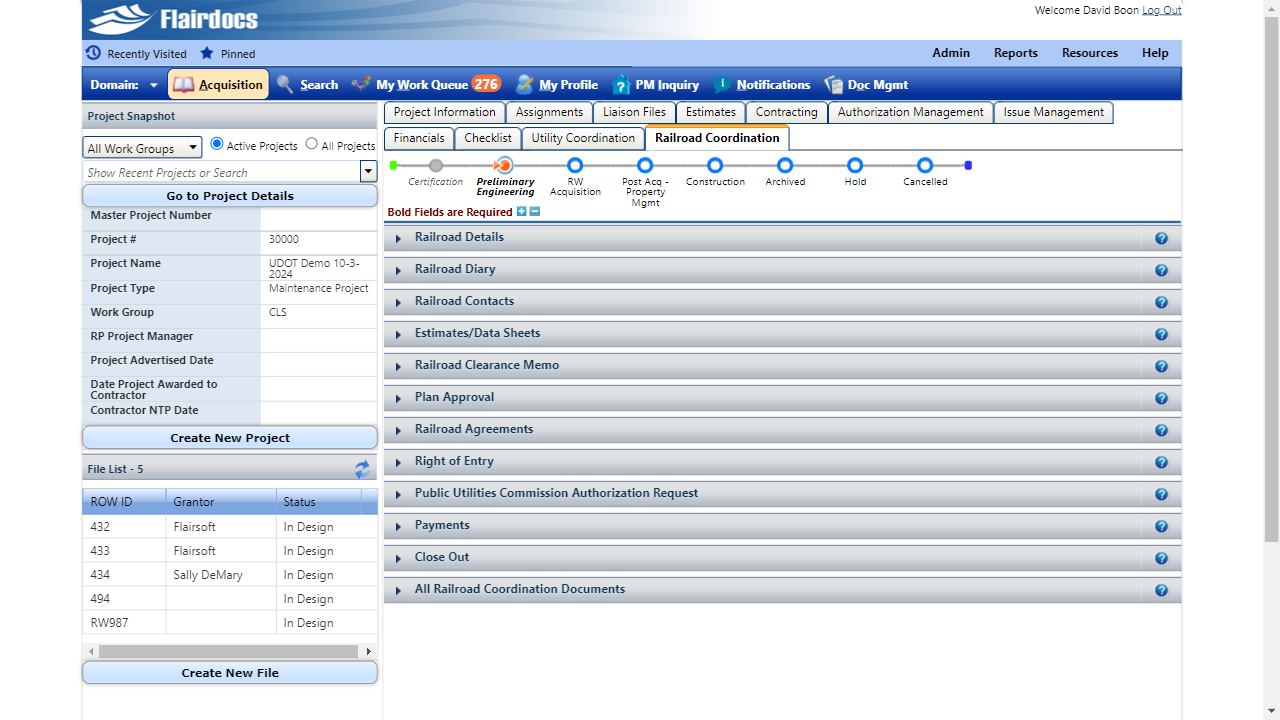 Flairdocs
Welcome David Boon Log Out
Recently Visited Pinned
Admin Reports Resources Help
Domain: Acquisition Search My Work Queue 276 My Profile PM Inquiry Notifications Doc Mgmt
Project Snapshot
All Work Groups Active Projects All Projects
Show Recent Projects or Search
Go to Project Details
Master Project Number
Project # 30000
Project Name UDOT Demo 10-3-
2024
Project Type Maintenance Project
Work Group CLS
RP Project Manager
Project Advertised Date
Date Project Awarded to
Contractor
Contractor NTP Date
Create New Project
File List - 5
ROW ID Grantor Status
432 Flairsoft In Design
433 Flairsoft In Design
434 Sally DeMary In Design
494 In Design
RW987 In Design
Create New File
Project Information Assignments Liaison Files Estimates Contracting Authorization Management Issue Management
Financials Checklist Utility Coordination Railroad Coordination
Certification
Preliminary
Engineering
RW
Acquisition
Post Acq -
Property
Mgmt
Construction
Archived
Hold
Cancelled
Bold Fields are Required
Railroad Details
Railroad Diary
Railroad Contacts
Estimates/Data Sheets
Railroad Clearance Memo
Plan Approval
Railroad Agreements
Right of Entry
Public Utilities Commission Authorization Request
Payments
Close Out
All Railroad Coordination Documents